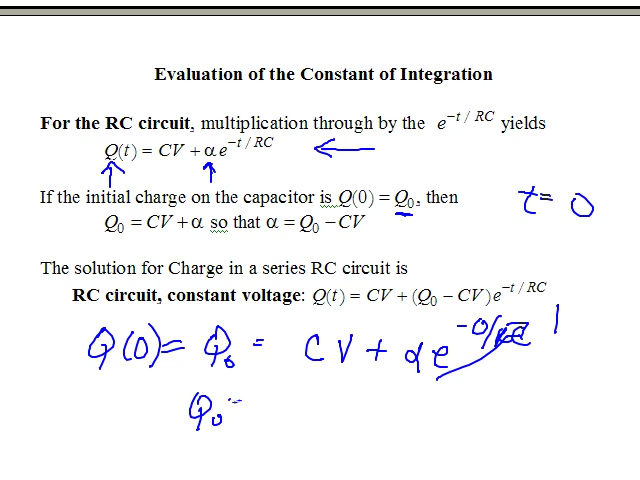 Evaluation of the Constant of Integration
For the RC circuit, multiplication through by the e^{-t / RC} yields
Q(t) = CV + α e^{-t / RC}
If the initial charge on the capacitor is Q(0) = Q₀, then
t = 0
Q₀ = CV + α so that α = Q₀ − CV
The solution for Charge in a series RC circuit is
RC circuit, constant voltage: Q(t) = CV + (Q₀ − CV)e^{-t / RC}
Q(0) = Q₀ = CV + α e^{-0/RC} 1
Q₀ =